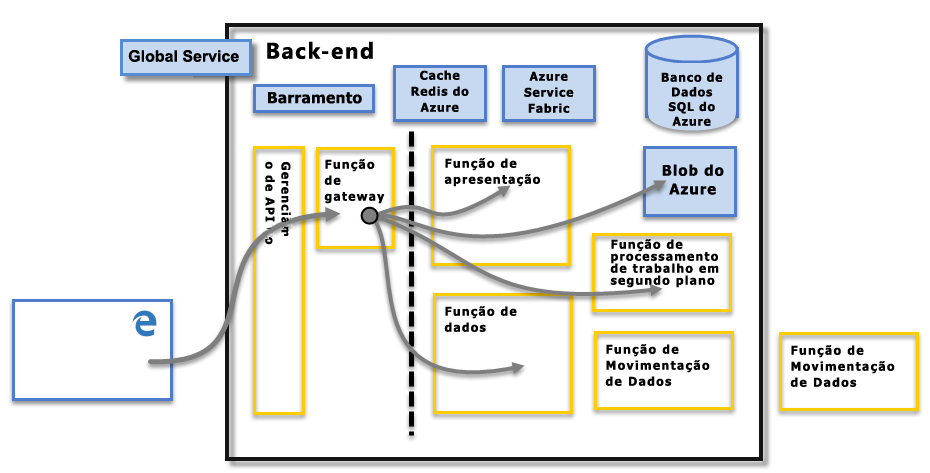 Global Service
Back-end
Barramento
Cache
Redis do
Azure
Azure
Service
Fabric
Banco de
Dados
SQL do
Azure
Gerenciam
o de API
o
Função
de
gateway
Função de
apresentação
Blob do
Azure
Função de
processamento
de trabalho em
segundo plano
Função de
dados
Função de
Movimentação
de Dados
Função de
Movimentação
de Dados